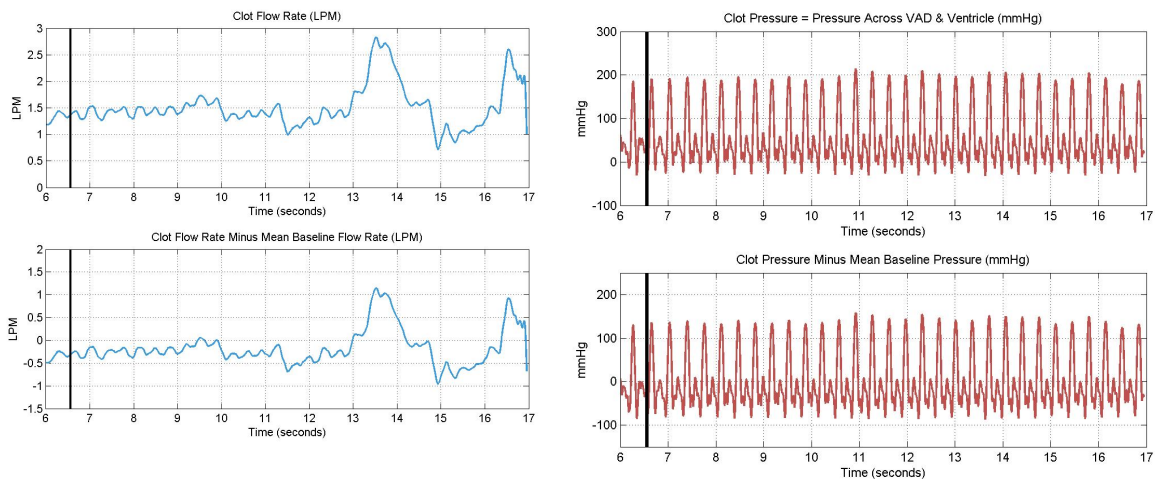 Clot Flow Rate (LPM)
3
2.5
2
1.5
1
0.5
0
LPM
6 7 8 9 10 11 12 13 14 15 16 17
Time (seconds)
Clot Flow Rate Minus Mean Baseline Flow Rate (LPM)
2
1.5
1
0.5
0
-0.5
-1
-1.5
LPM
6 7 8 9 10 11 12 13 14 15 16 17
Time (seconds)
Clot Pressure = Pressure Across VAD & Ventricle (mmHg)
300
200
100
0
-100
mmHg
6 7 8 9 10 11 12 13 14 15 16 17
Time (seconds)
Clot Pressure Minus Mean Baseline Pressure (mmHg)
200
100
0
-100
mmHg
6 7 8 9 10 11 12 13 14 15 16 17
Time (seconds)